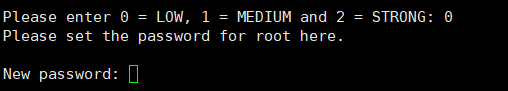 Please enter 0 = LOW, 1 = MEDIUM and 2 = STRONG: 0
Please set the password for root here.
New password: